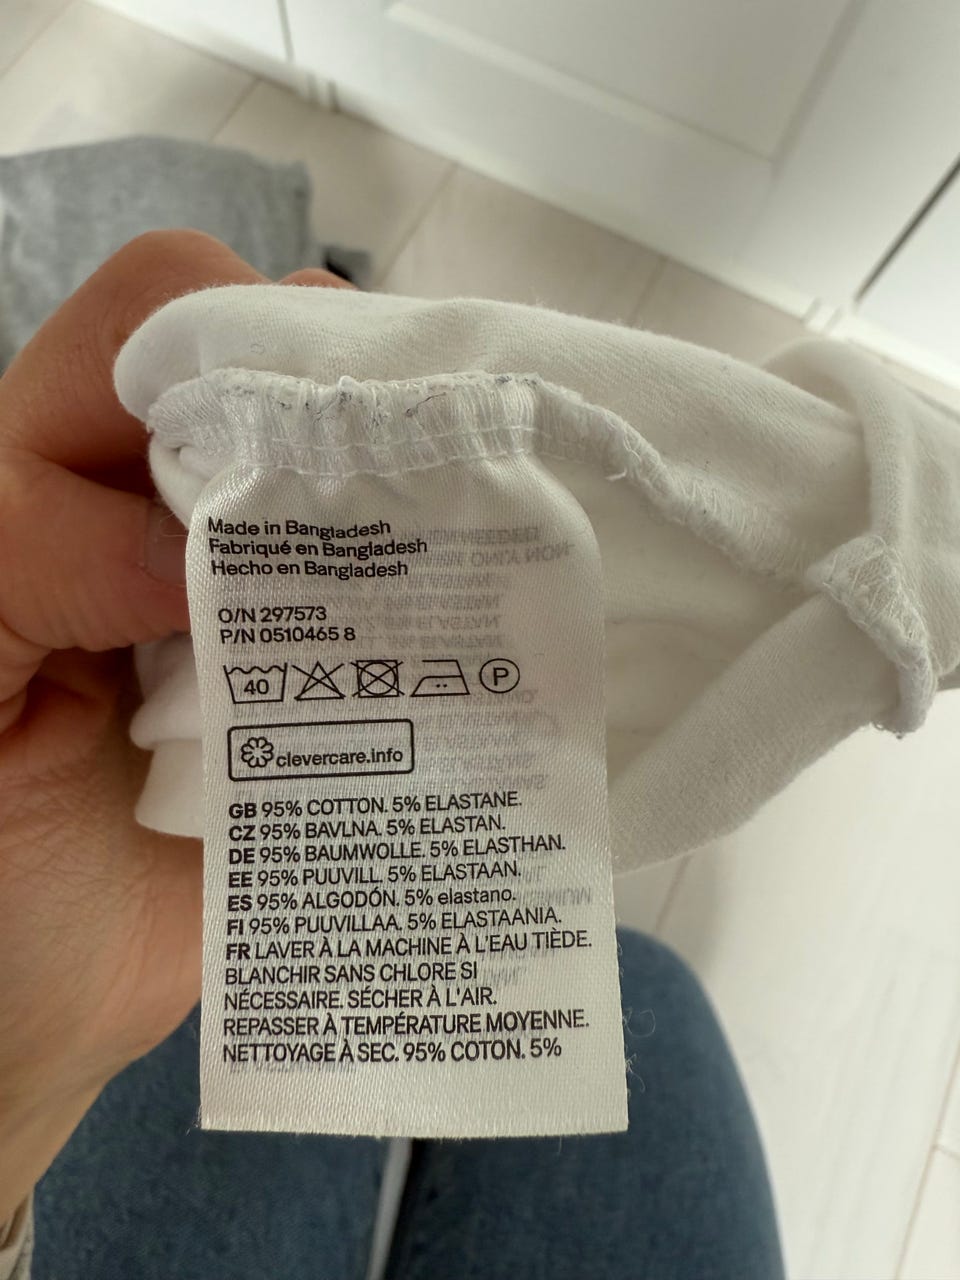 Made in Bangladesh
Fabriqué en Bangladesh
Hecho en Bangladesh
O/N 297573
P/N 0510465 8
40 P
clevercare.info
GB 95% COTTON. 5% ELASTANE.
CZ 95% BAVLNA. 5% ELASTAN.
DE 95% BAUMWOLLE. 5% ELASTHAN.
EE 95% PUUVILL. 5% ELASTAAN.
ES 95% ALGODÓN. 5% elastano.
FI 95% PUUVILLAA. 5% ELASTAANIA.
FR LAVER À LA MACHINE À L'EAU TIÈDE.
BLANCHIR SANS CHLORE SI
NÉCESSAIRE. SÉCHER À L'AIR.
REPASSER À TEMPÉRATURE MOYENNE.
NETTOYAGE À SEC. 95% COTON. 5%